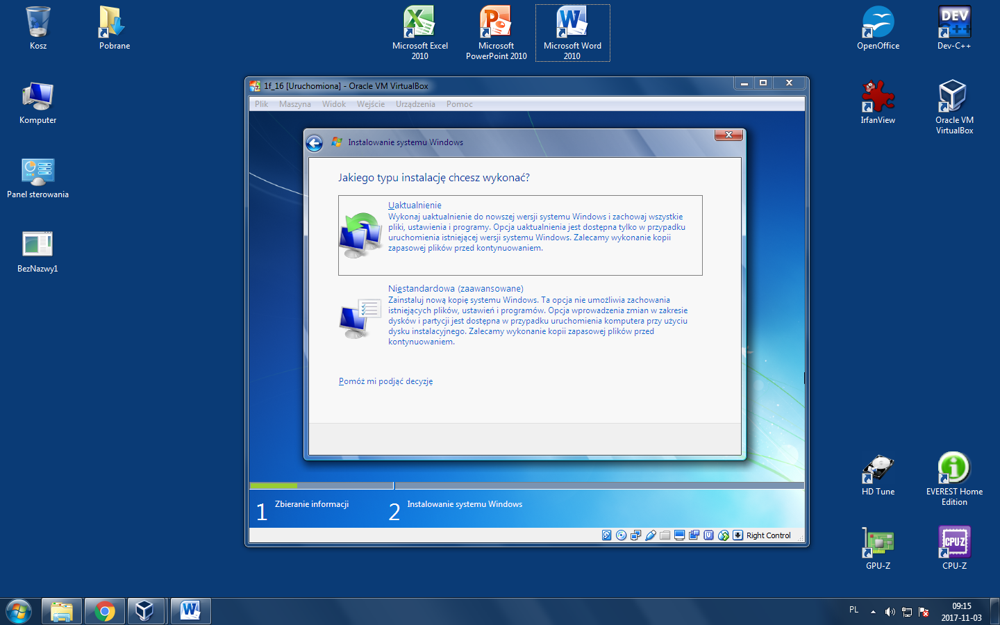 Kosz
Pobrane
Microsoft Excel
2010
Microsoft
PowerPoint 2010
Microsoft Word
2010
OpenOffice
DEV
Dev-C++
Komputer
IrfanView
Oracle VM
VirtualBox
Panel sterowania
BezNazwy1
1f_16 [Uruchomiona] - Oracle VM VirtualBox
Plik Maszyna Widok Wejście Urządzenia Pomoc
Instalowanie systemu Windows
Jakiego typu instalację chcesz wykonać?
Uaktualnienie
Wykonaj uaktualnienie do nowszej wersji systemu Windows i zachowaj wszystkie
pliki, ustawienia i programy. Opcja uaktualnienia jest dostępna tylko w przypadku
uruchomienia istniejącej wersji systemu Windows. Zalecamy wykonanie kopii
zapasowej plików przed kontynuowaniem.
Niestandardowa (zaawansowane)
Zainstaluj nową kopię systemu Windows. Ta opcja nie umożliwia zachowania
istniejących plików, ustawień i programów. Opcja wprowadzenia zmian w zakresie
dysków i partycji jest dostępna w przypadku uruchomienia komputera przy użyciu
dysku instalacyjnego. Zalecamy wykonanie kopii zapasowej plików przed
kontynuowaniem.
Pomóż mi podjąć decyzję
1 Zbieranie informacji
2 Instalowanie systemu Windows
Right Control
HD Tune
EVEREST Home
Edition
GPU-Z
CPU-Z
CPU-Z
PL
09:15
2017-11-03